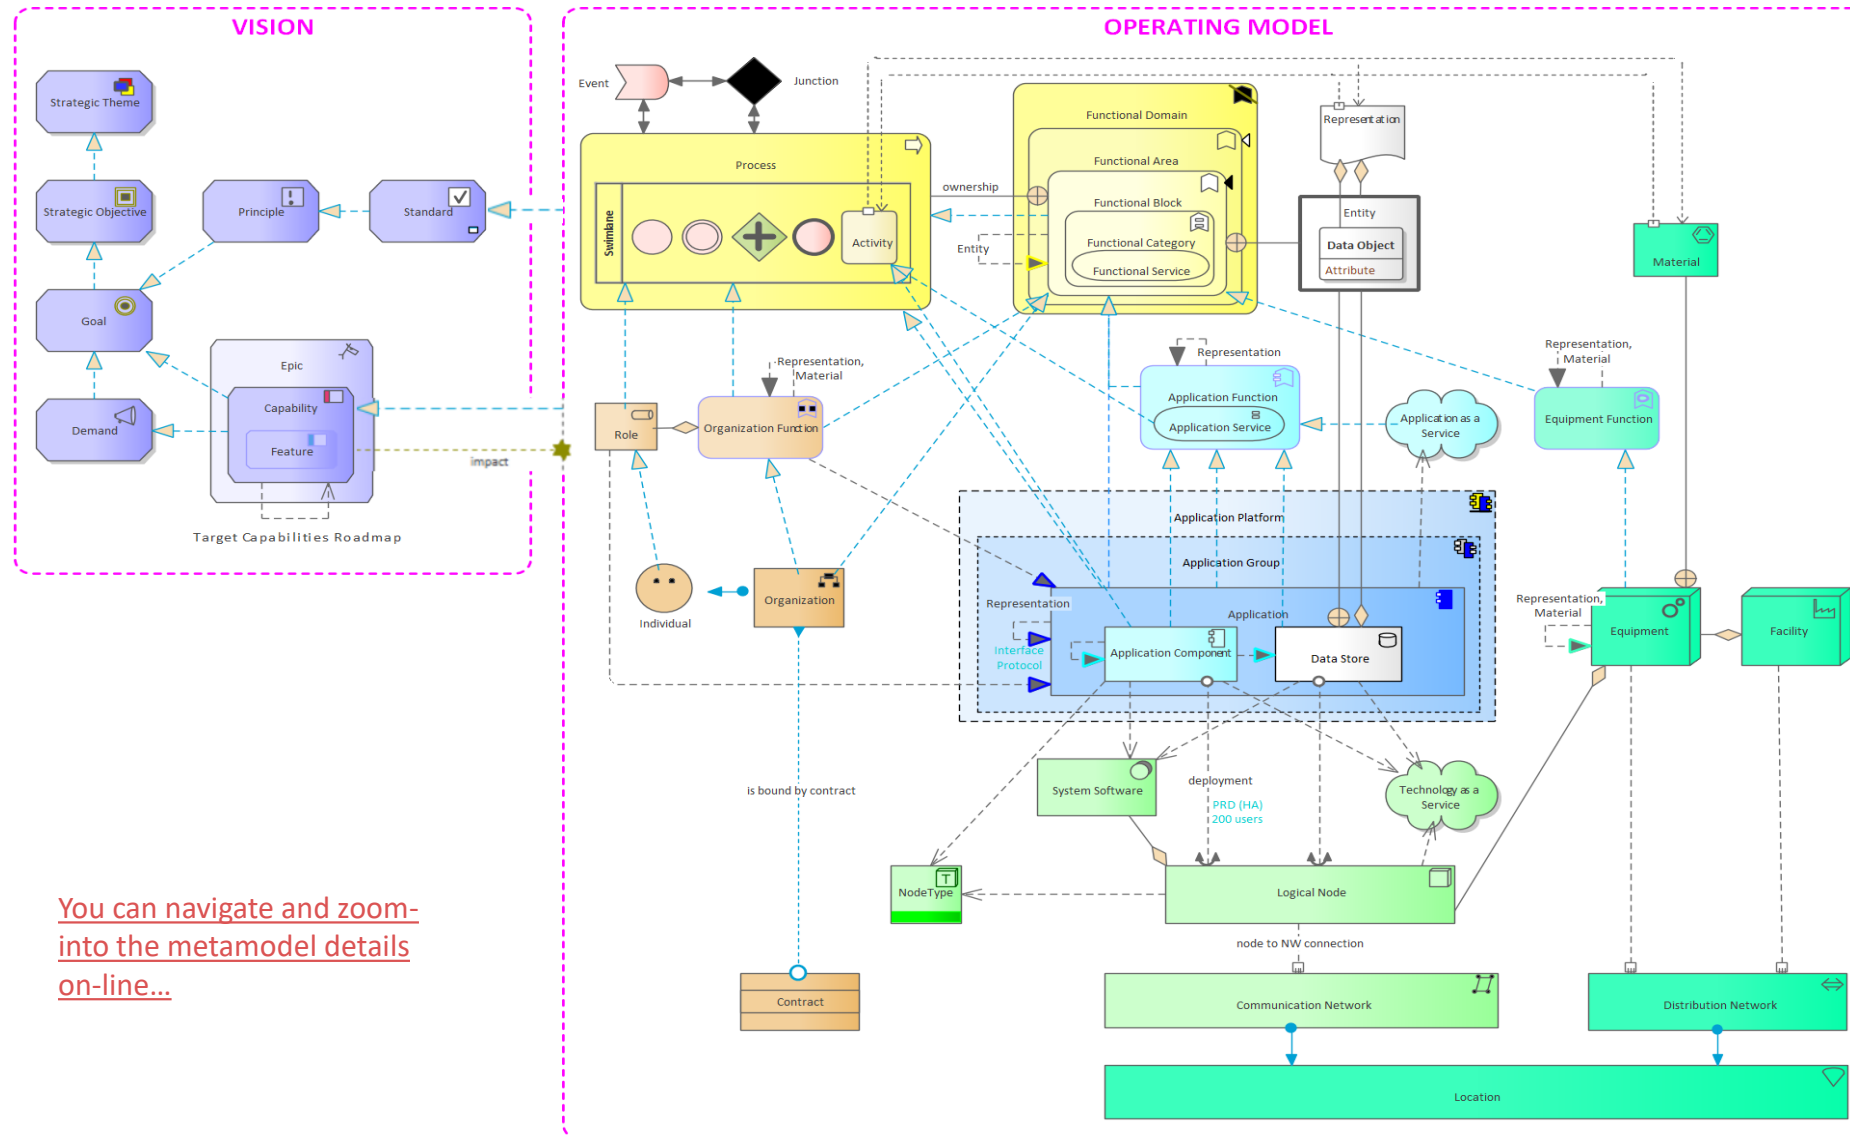 VISION
OPERATING MODEL
Strategic Theme
Strategic Objective
Principle
Standard
Goal
Epic
Capability
Feature
Demand
impact
Target Capabilities Roadmap
You can navigate and zoom-
into the metamodel details
on-line...
Event
Junction
Process
Swimlane
Activity
ownership
Entity
Functional Domain
Functional Area
Functional Block
Functional Category
Functional Service
Representation
Entity
Data Object
Attribute
Material
Representation,
Material
Role
Organization Function
Representation
Application Function
Application Service
Application as a
Service
Representation,
Material
Equipment Function
Individual
Organization
is bound by contract
Contract
Application Platform
Application Group
Representation
Application
Interface
Protocol
Application Component
Data Store
Representation,
Material
Equipment
Facility
System Software
deployment
PRD (HA)
200 users
Technology as a
Service
NodeType
T
Logical Node
node to NW connection
Communication Network
Distribution Network
Location